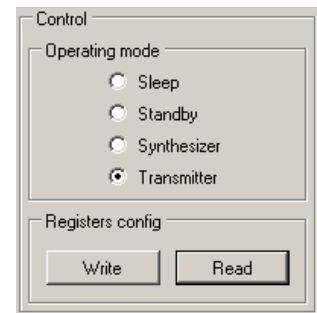 Control
Operating mode
Sleep
Standby
Synthesizer
Transmitter
Registers config
Write Read